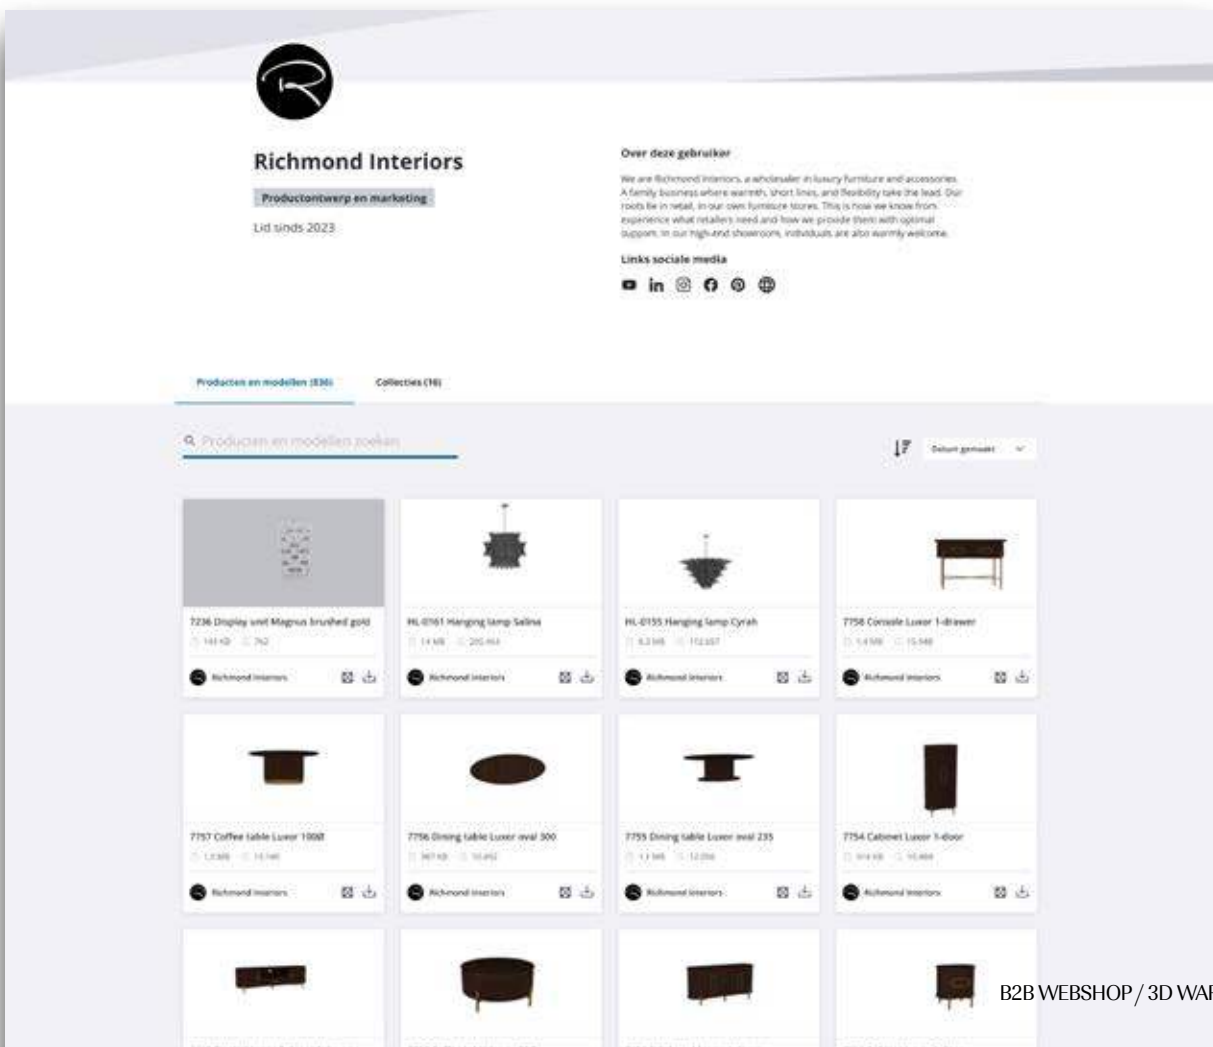 Richmond Interiors
Productontwerp en marketing
Lid sinds 2023
Over deze gebruiker
We are Richmond Interiors, a wholesaler in luxury furniture and accessories.
A family business where warmth, short lines, and flexibility take the lead. Our
roots lie in retail, in our own furniture stores. This is how we know from
experience what retailers need and how we provide them with optimal
support. In our high-end showroom, individuals are also warmly welcome.
Links sociale media
Producten en modellen (836)
Collecties (16)
Producten en modellen zoeken
Datum gemaakt
7236 Display unit Magnus brushed gold
762
Richmond Interiors
HL-0161 Hanging lamp Salina
14 MB
Richmond Interiors
HL-0155 Hanging lamp Cyrah
Richmond Interiors
7758 Console Luxor 1-drawer
Richmond Interiors
7757 Coffee table Luxor 100Ø
Richmond Interiors
7756 Dining table Luxor oval 300
Richmond Interiors
7755 Dining table Luxor oval 235
Richmond Interiors
7754 Cabinet Luxor 1-door
Richmond Interiors
B2B WEBSHOP / 3D WAR